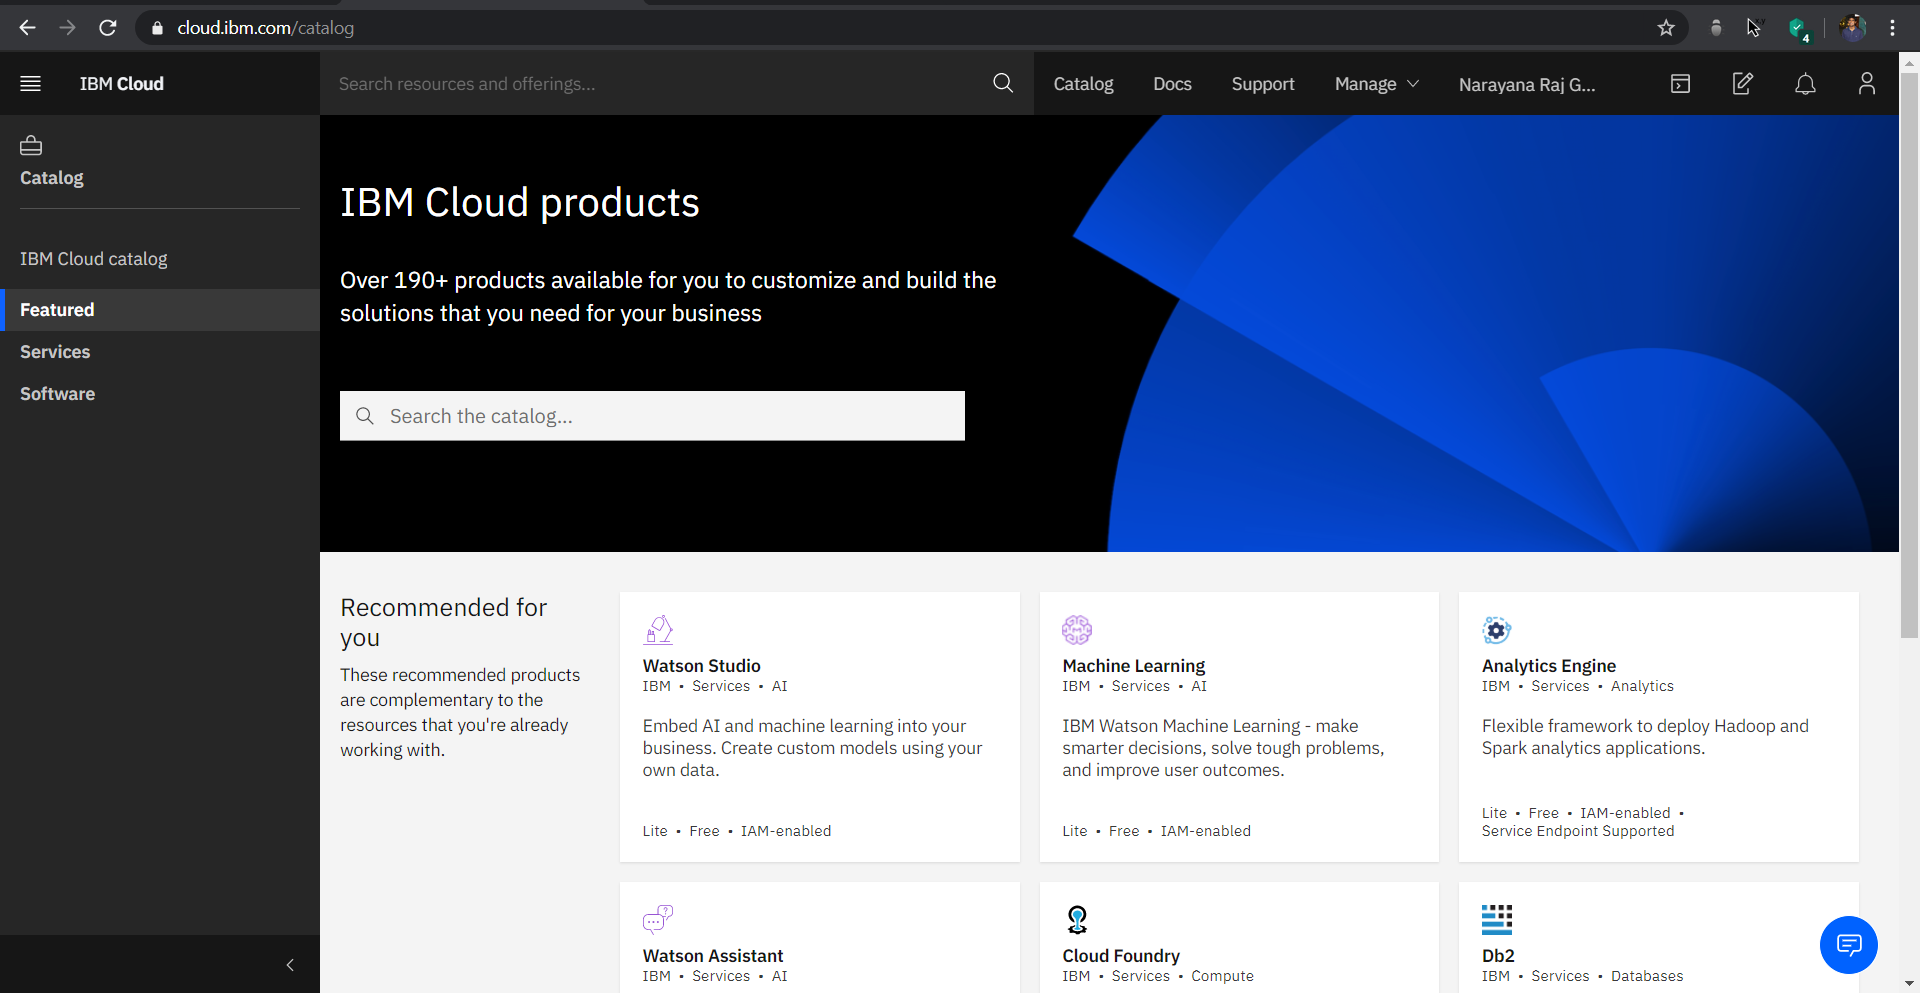 cloud.ibm.com/catalog
4
IBM Cloud
Search resources and offerings...
Catalog
Docs
Support
Manage
Narayana Raj G...
Catalog
IBM Cloud catalog
Featured
Services
Software
IBM Cloud products
Over 190+ products available for you to customize and build the
solutions that you need for your business
Search the catalog...
Recommended for
you
These recommended products
are complementary to the
resources that you're already
working with.
Watson Studio
IBM • Services • AI
Embed AI and machine learning into your
business. Create custom models using your
own data.
Lite • Free • IAM-enabled
Machine Learning
IBM • Services • AI
IBM Watson Machine Learning - make
smarter decisions, solve tough problems,
and improve user outcomes.
Lite • Free • IAM-enabled
Analytics Engine
IBM • Services • Analytics
Flexible framework to deploy Hadoop and
Spark analytics applications.
Lite • Free • IAM-enabled •
Service Endpoint Supported
Watson Assistant
IBM • Services • AI
Cloud Foundry
IBM • Services • Compute
Db2
IBM • Services • Databases